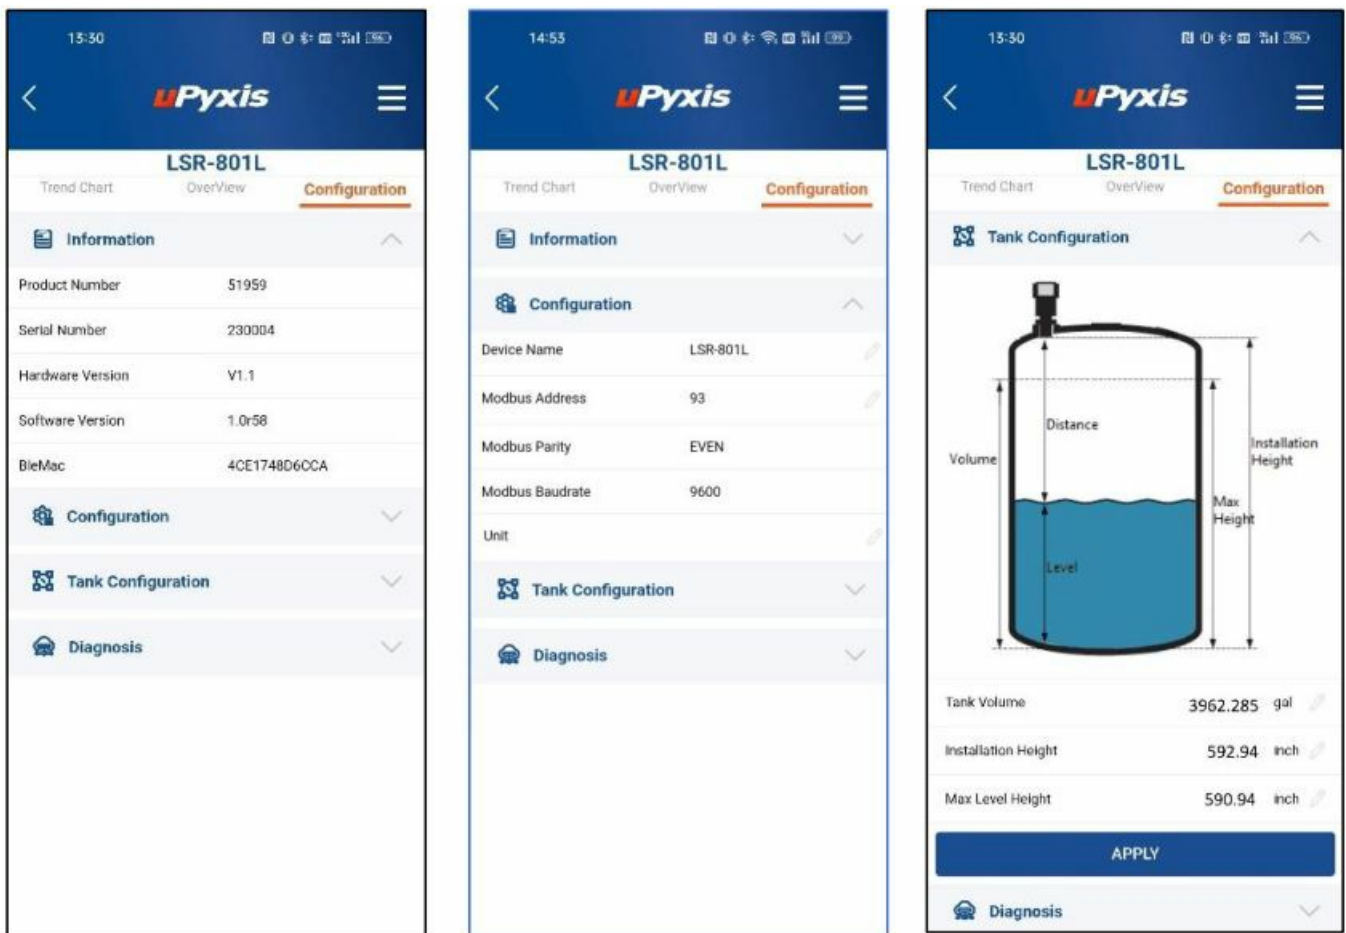 13:30
96
uPyxis
LSR-801L
Trend Chart OverView Configuration
Information
Product Number 51959
Serial Number 230004
Hardware Version V1.1
Software Version 1.0r58
BleMac 4CE1748D6CCA
Configuration
Tank Configuration
Diagnosis
14:53
99
uPyxis
LSR-801L
Trend Chart OverView Configuration
Information
Configuration
Device Name LSR-801L
Modbus Address 93
Modbus Parity EVEN
Modbus Baudrate 9600
Unit
Tank Configuration
Diagnosis
13:30
96
uPyxis
LSR-801L
Trend Chart OverView Configuration
Tank Configuration
Distance
Installation
Height
Volume
Max
Height
Level
Tank Volume 3962.285 gal
Installation Height 592.94 inch
Max Level Height 590.94 inch
APPLY
Diagnosis